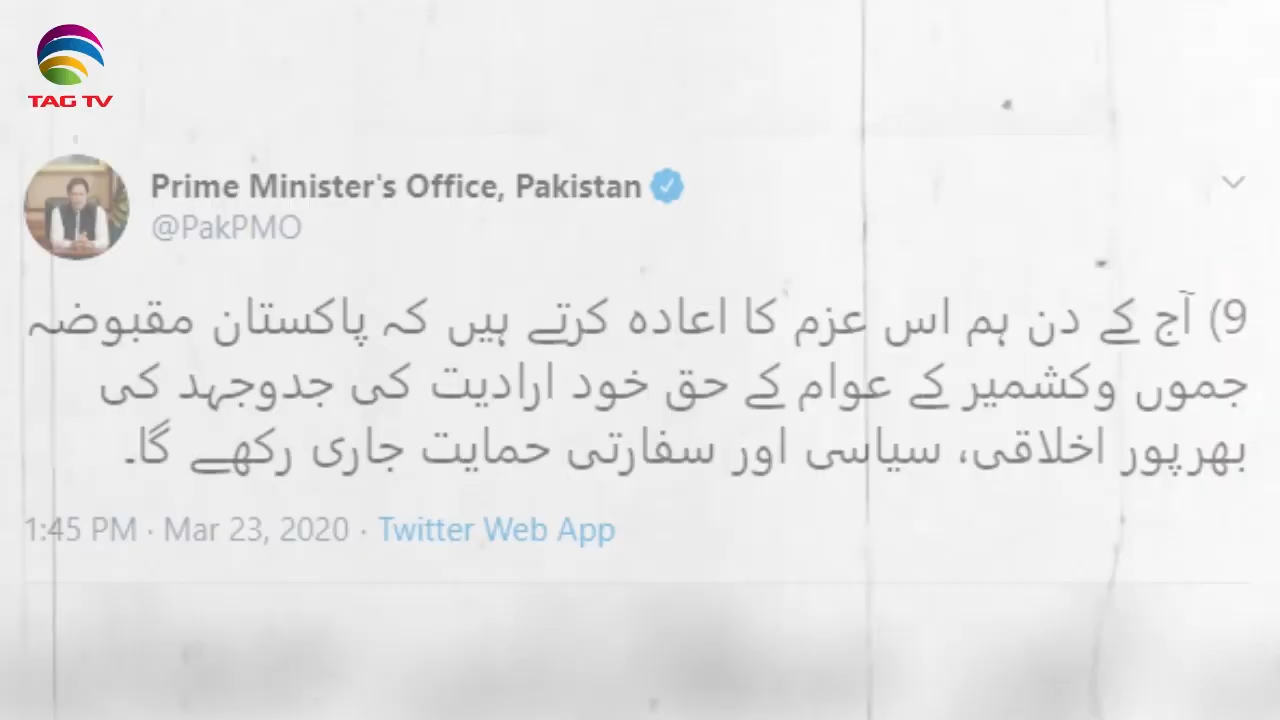 TAG TV
Prime Minister's Office, Pakistan
@PakPMO
9) آج کے دن ہم اس عزم کا اعادہ کرتے ہیں کہ پاکستان مقبوضہ
جموں وکشمیر کے عوام کے حق خود ارادیت کی جدوجہد کی
بھرپور اخلاقی، سیاسی اور سفارتی حمایت جاری رکھے گا۔
1:45 PM · Mar 23, 2020 · Twitter Web App